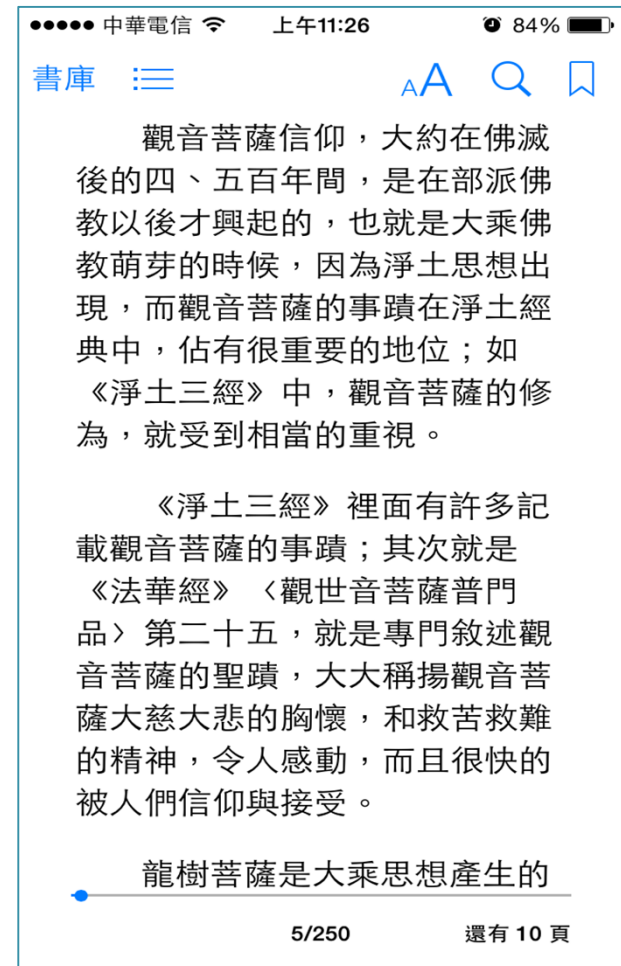 中華電信 上午11:26 84%
書庫 AA
觀音菩薩信仰，大約在佛滅
後的四、五百年間，是在部派佛
教以後才興起的，也就是大乘佛
教萌芽的時候，因為淨土思想出
現，而觀音菩薩的事蹟在淨土經
典中，佔有很重要的地位；如
《淨土三經》中，觀音菩薩的修
為，就受到相當的重視。
《淨土三經》裡面有許多記
載觀音菩薩的事蹟；其次就是
《法華經》〈觀世音菩薩普門
品〉第二十五，就是專門敘述觀
音菩薩的聖蹟，大大稱揚觀音菩
薩大慈大悲的胸懷，和救苦救難
的精神，令人感動，而且很快的
被人們信仰與接受。
龍樹菩薩是大乘思想產生的
5/250 還有 10 頁